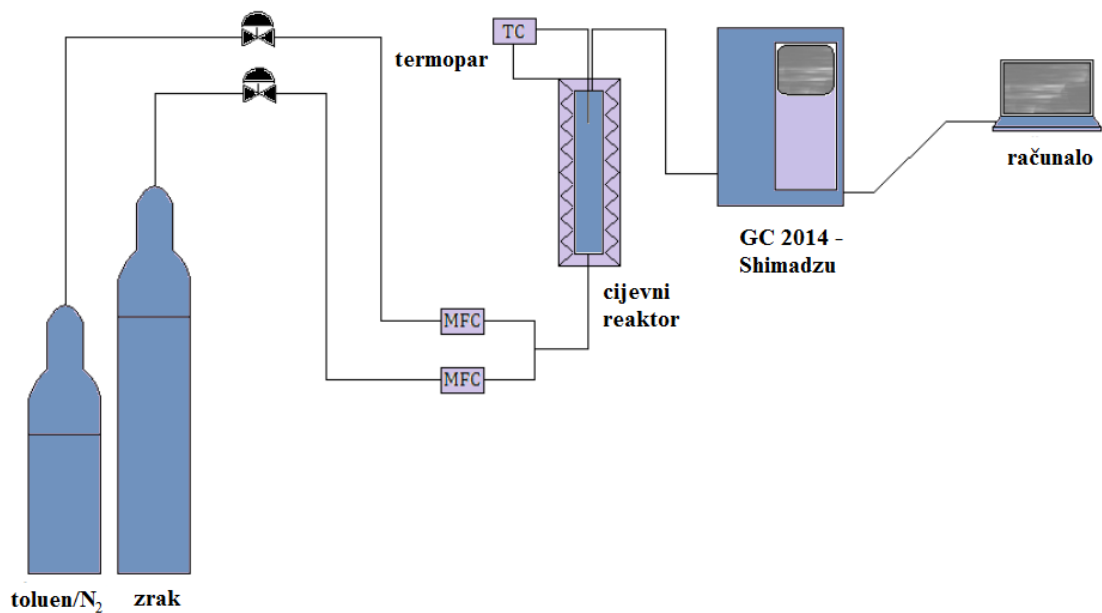 TC
termopar
računalo
GC 2014 -
Shimadzu
cijevni
reaktor
MFC
MFC
toluen/N₂
zrak